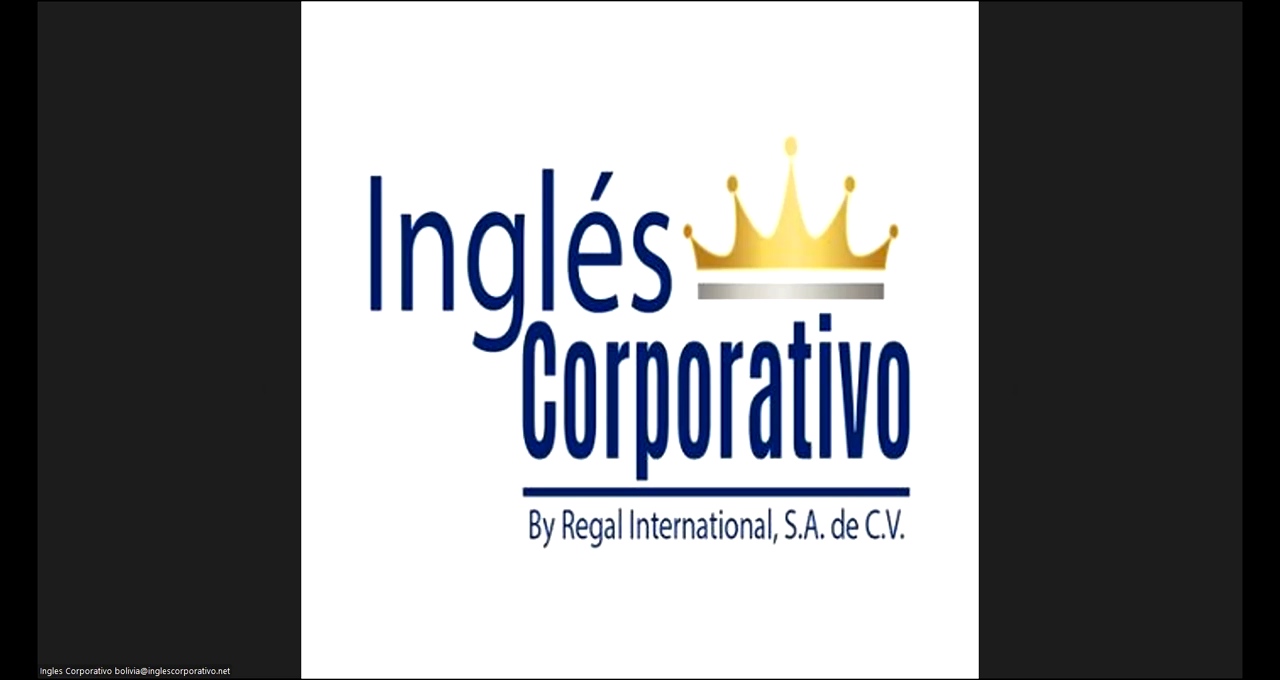 Inglés
Corporativo
By Regal International, S.A. de C.V.
Ingles Corporativo bolivia@inglescorporativo.net